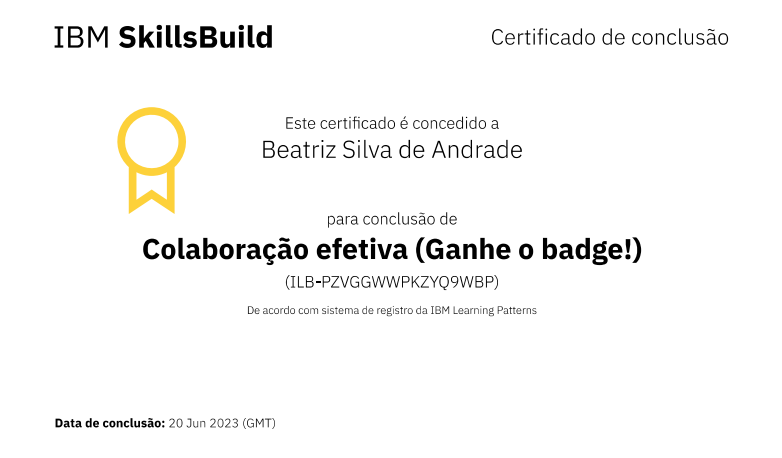 IBM SkillsBuild
Certificado de conclusão
Este certificado é concedido a
Beatriz Silva de Andrade
para conclusão de
Colaboração efetiva (Ganhe o badge!)
(ILB-PZVGGWWPKZYQ9WBP)
De acordo com sistema de registro da IBM Learning Patterns
Data de conclusão: 20 Jun 2023 (GMT)